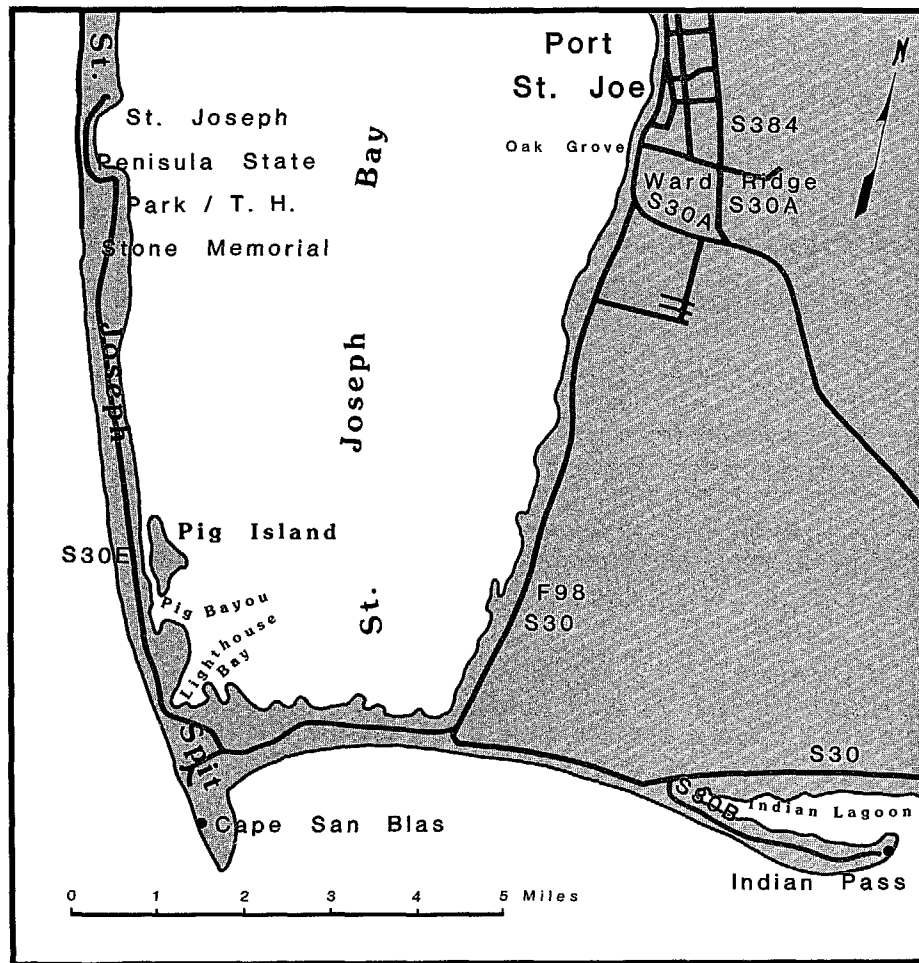 St. Joseph Spit
Port
St. Joe
N
St. Joseph
Penisula State
Park / T. H.
Stone Memorial
St. Joseph Bay
Oak Grove
S384
Ward Ridge
S30A
S30A
Pig Island
S30E
Pig Bayou
Lighthouse
Bay
F98
S30
S30
S30B
Indian Lagoon
Cape San Blas
Indian Pass
0 1 2 3 4 5 Miles